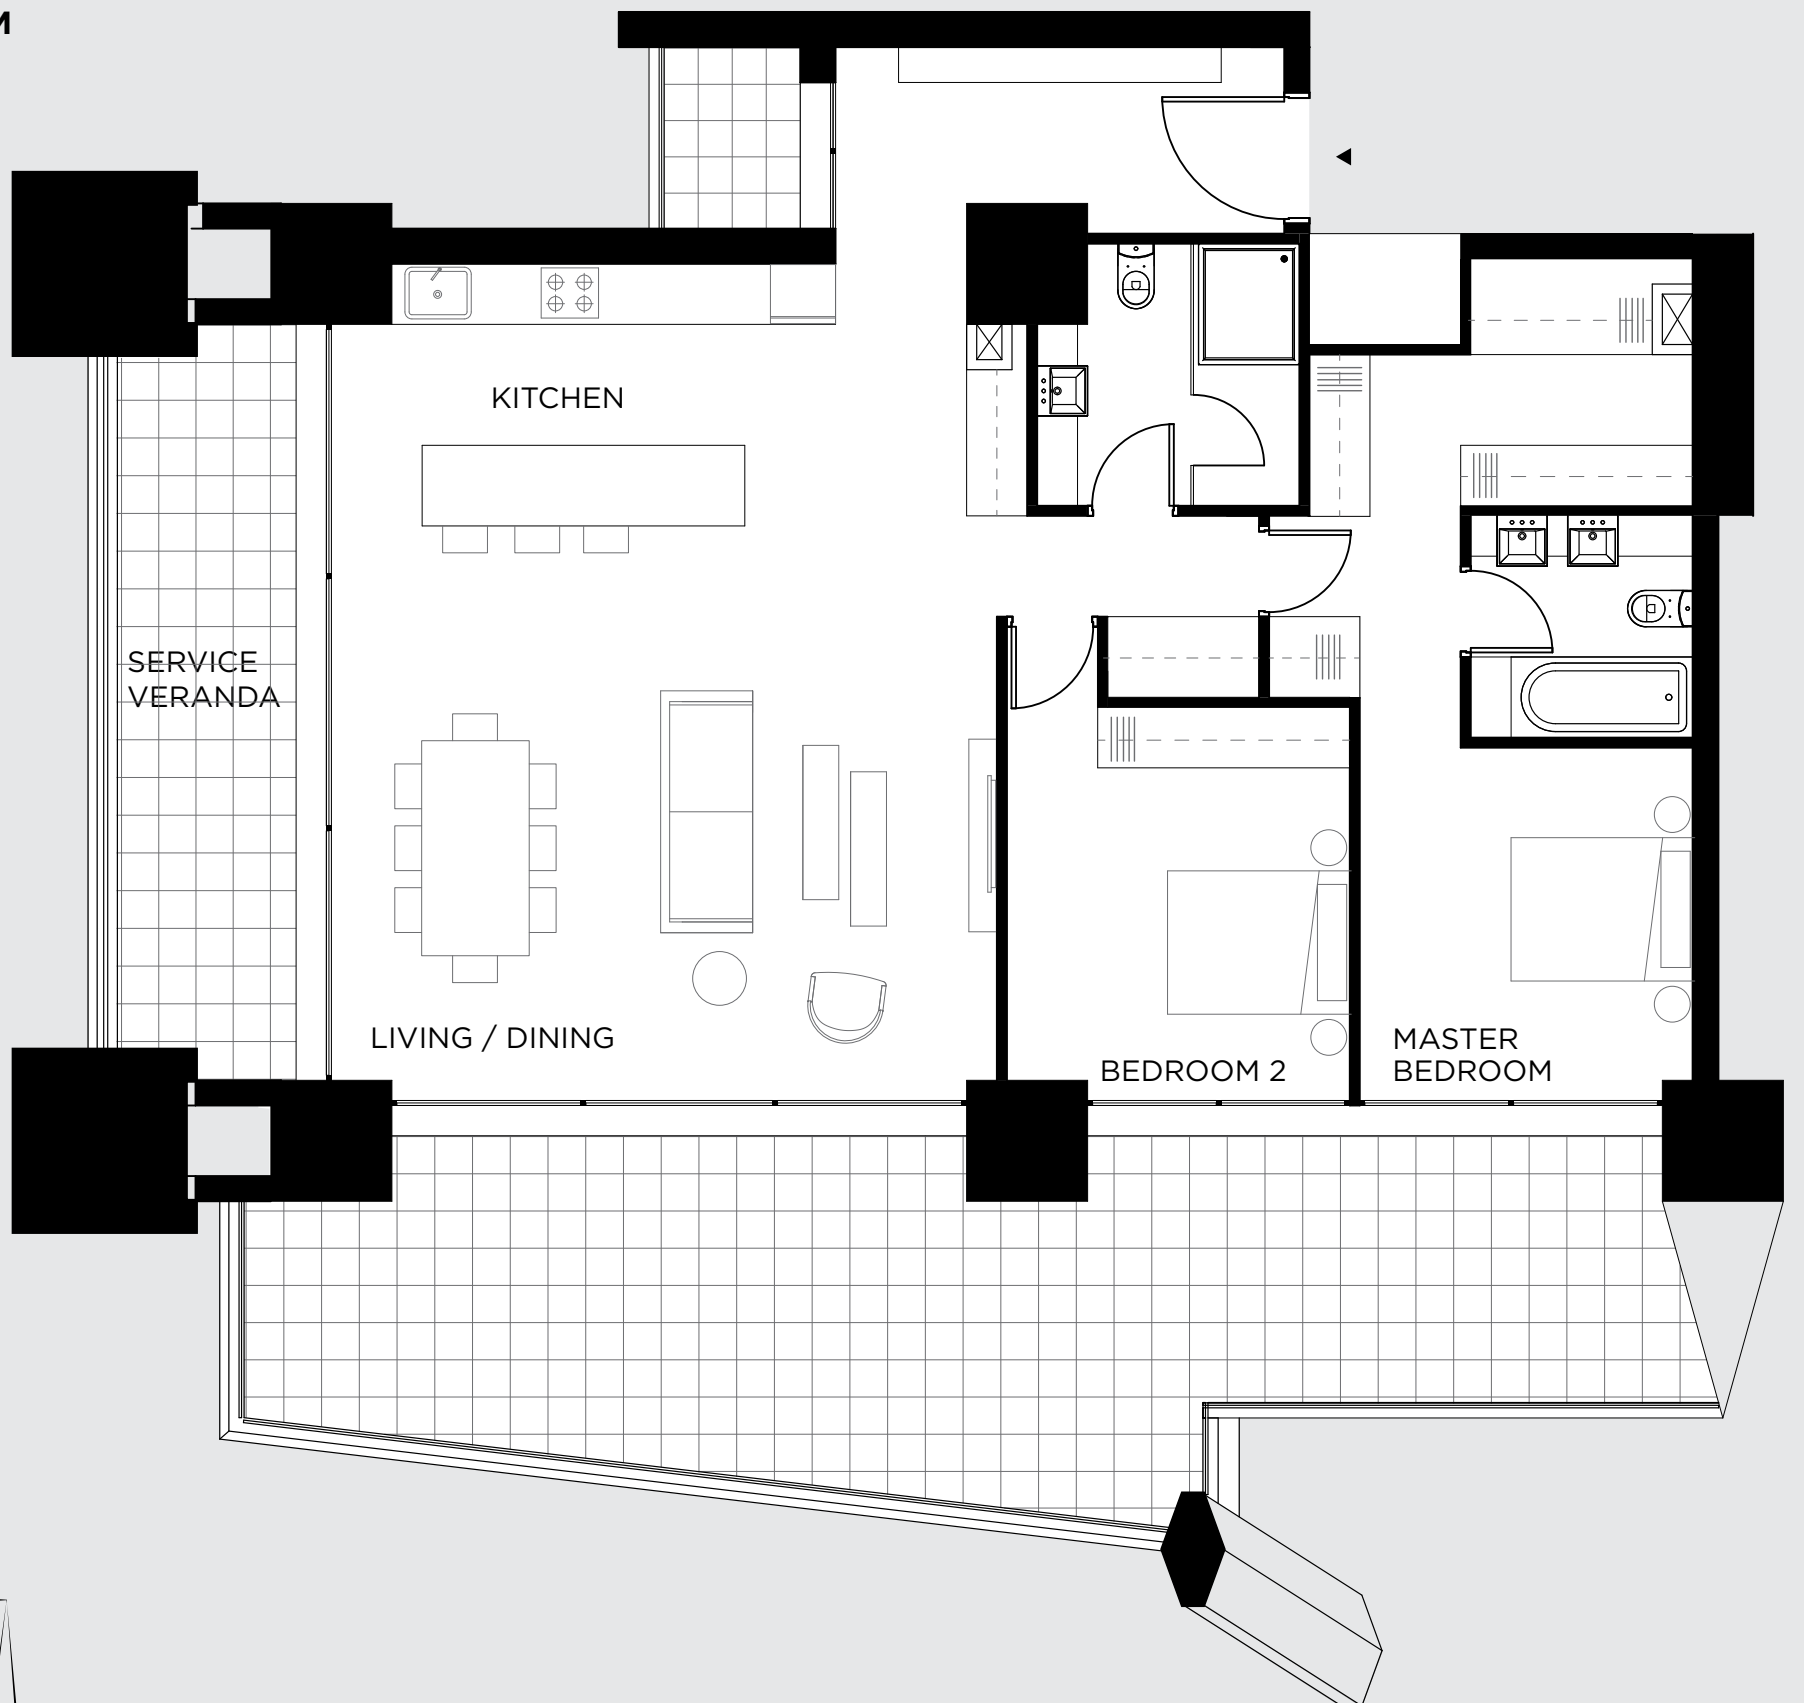 M
KITCHEN
SERVICE
VERANDA
LIVING / DINING
BEDROOM 2
MASTER
BEDROOM